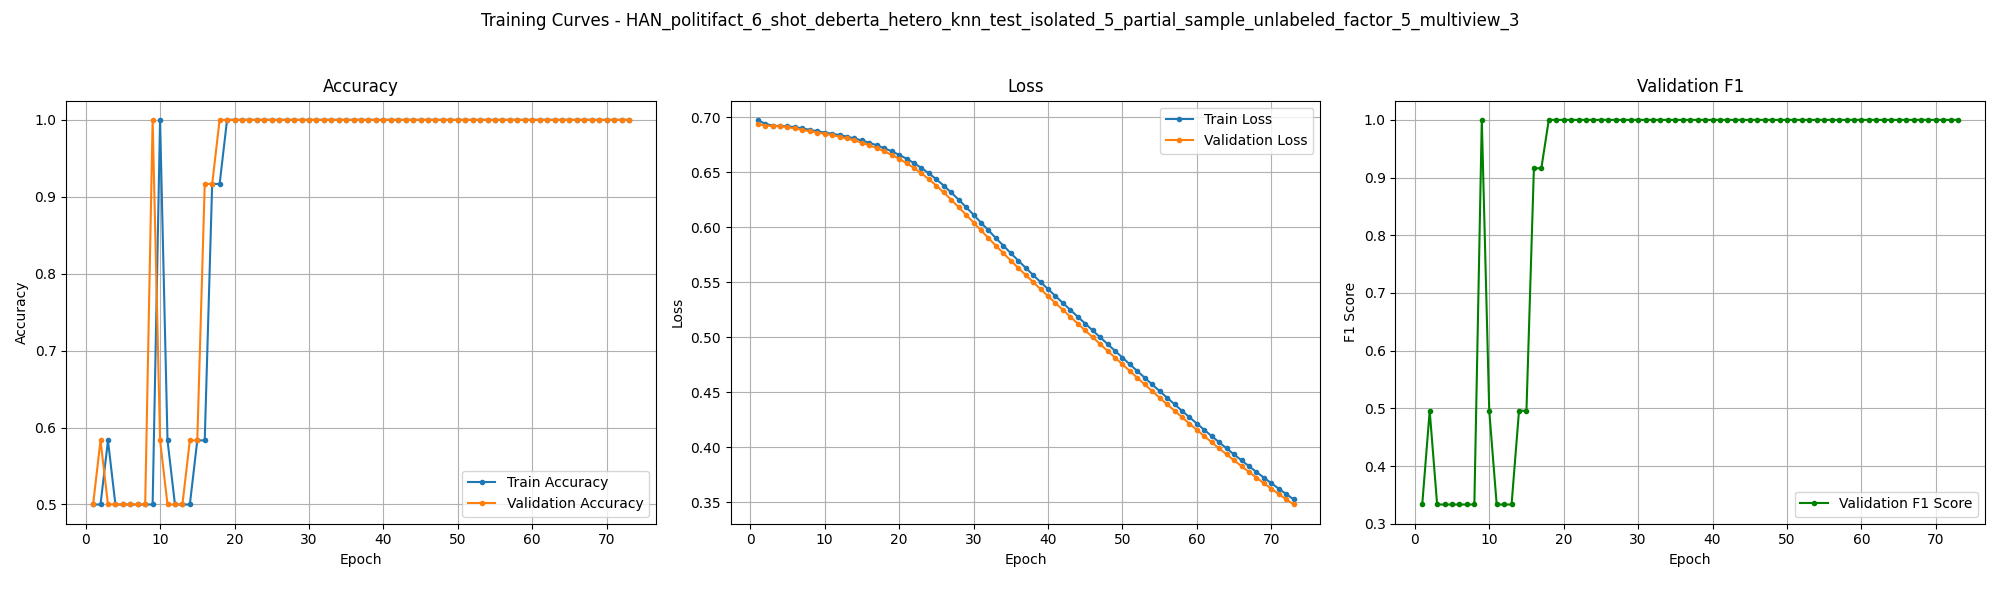 Training Curves - HAN_politifact_6_shot_deberta_hetero_knn_test_isolated_5_partial_sample_unlabeled_factor_5_multiview_3
Accuracy
1.0
0.9
0.8
0.7
0.6
0.5
Accuracy
0 10 20 30 40 50 60 70
Epoch
Train Accuracy
Validation Accuracy
Loss
0.70
0.65
0.60
0.55
0.50
0.45
0.40
0.35
Loss
0 10 20 30 40 50 60 70
Epoch
Train Loss
Validation Loss
Validation F1
1.0
0.9
0.8
0.7
0.6
0.5
0.4
0.3
F1 Score
0 10 20 30 40 50 60 70
Epoch
Validation F1 Score